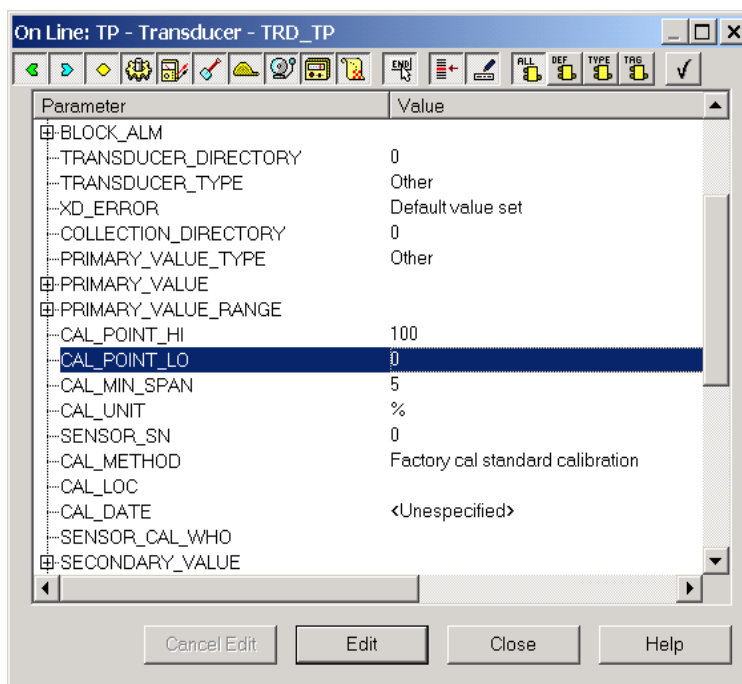 On Line: TP - Transducer - TRD_TP
END ALL DEF TYPE TAG
Parameter Value
BLOCK_ALM
TRANSDUCER_DIRECTORY 0
TRANSDUCER_TYPE Other
XD_ERROR Default value set
COLLECTION_DIRECTORY 0
PRIMARY_VALUE_TYPE Other
PRIMARY_VALUE
PRIMARY_VALUE_RANGE
CAL_POINT_HI 100
CAL_POINT_LO 0
CAL_MIN_SPAN 5
CAL_UNIT %
SENSOR_SN 0
CAL_METHOD Factory cal standard calibration
CAL_LOC
CAL_DATE <Unspecified>
SENSOR_CAL_WHO
SECONDARY_VALUE
Cancel Edit Edit Close Help